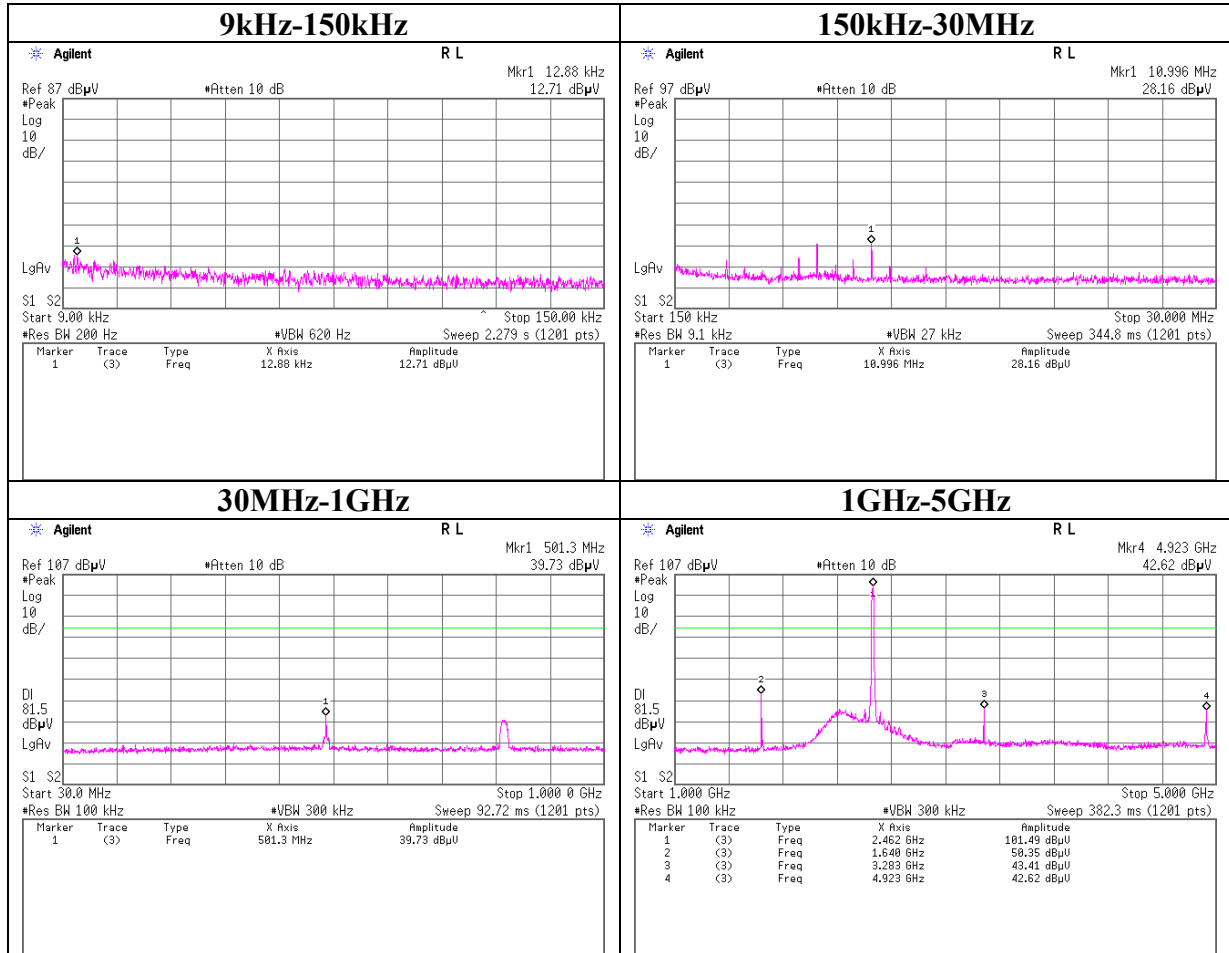 9kHz-150kHz
Agilent R L
Mkr1 12.88 kHz
Ref 87 dBµV #Atten 10 dB 12.71 dBµV
#Peak
Log
10
dB/
1
LgAv
S1 S2
Start 9.00 kHz ^ Stop 150.00 kHz
#Res BW 200 Hz #VBW 620 Hz Sweep 2.279 s (1201 pts)
Marker Trace Type X Axis Amplitude
1 (3) Freq 12.88 kHz 12.71 dBµV
150kHz-30MHz
Agilent R L
Mkr1 10.996 MHz
Ref 97 dBµV #Atten 10 dB 28.16 dBµV
#Peak
Log
10
dB/
1
LgAv
S1 S2
Start 150 kHz Stop 30.000 MHz
#Res BW 9.1 kHz #VBW 27 kHz Sweep 344.8 ms (1201 pts)
Marker Trace Type X Axis Amplitude
1 (3) Freq 10.996 MHz 28.16 dBµV
30MHz-1GHz
Agilent R L
Mkr1 501.3 MHz
Ref 107 dBµV #Atten 10 dB 39.73 dBµV
#Peak
Log
10
dB/
DI
81.5
dBµV
LgAv
1
S1 S2
Start 30.0 MHz Stop 1.000 0 GHz
#Res BW 100 kHz #VBW 300 kHz Sweep 92.72 ms (1201 pts)
Marker Trace Type X Axis Amplitude
1 (3) Freq 501.3 MHz 39.73 dBµV
1GHz-5GHz
Agilent R L
Mkr4 4.923 GHz
Ref 107 dBµV #Atten 10 dB 42.62 dBµV
#Peak
Log
10
dB/
1
2
3
4
DI
81.5
dBµV
LgAv
S1 S2
Start 1.000 GHz Stop 5.000 GHz
#Res BW 100 kHz #VBW 300 kHz Sweep 382.3 ms (1201 pts)
Marker Trace Type X Axis Amplitude
1 (3) Freq 2.462 GHz 101.49 dBµV
2 (3) Freq 1.640 GHz 50.35 dBµV
3 (3) Freq 3.283 GHz 43.41 dBµV
4 (3) Freq 4.923 GHz 42.62 dBµV